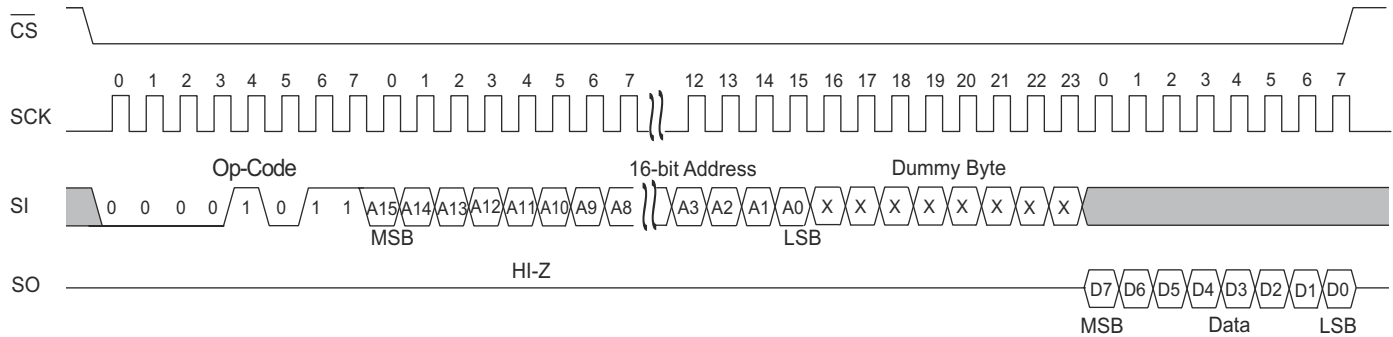 CS
0 1 2 3 4 5 6 7 0 1 2 3 4 5 6 7 12 13 14 15 16 17 18 19 20 21 22 23 0 1 2 3 4 5 6 7
SCK
Op-Code 16-bit Address Dummy Byte
SI 0 0 0 0 1 0 1 1 A15 A14 A13 A12 A11 A10 A9 A8 A3 A2 A1 A0 X X X X X X X X
MSB LSB
HI-Z
SO D7 D6 D5 D4 D3 D2 D1 D0
MSB Data LSB